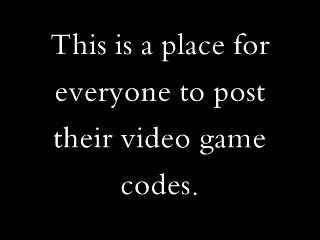 This is a place for
everyone to post
their video game
codes.